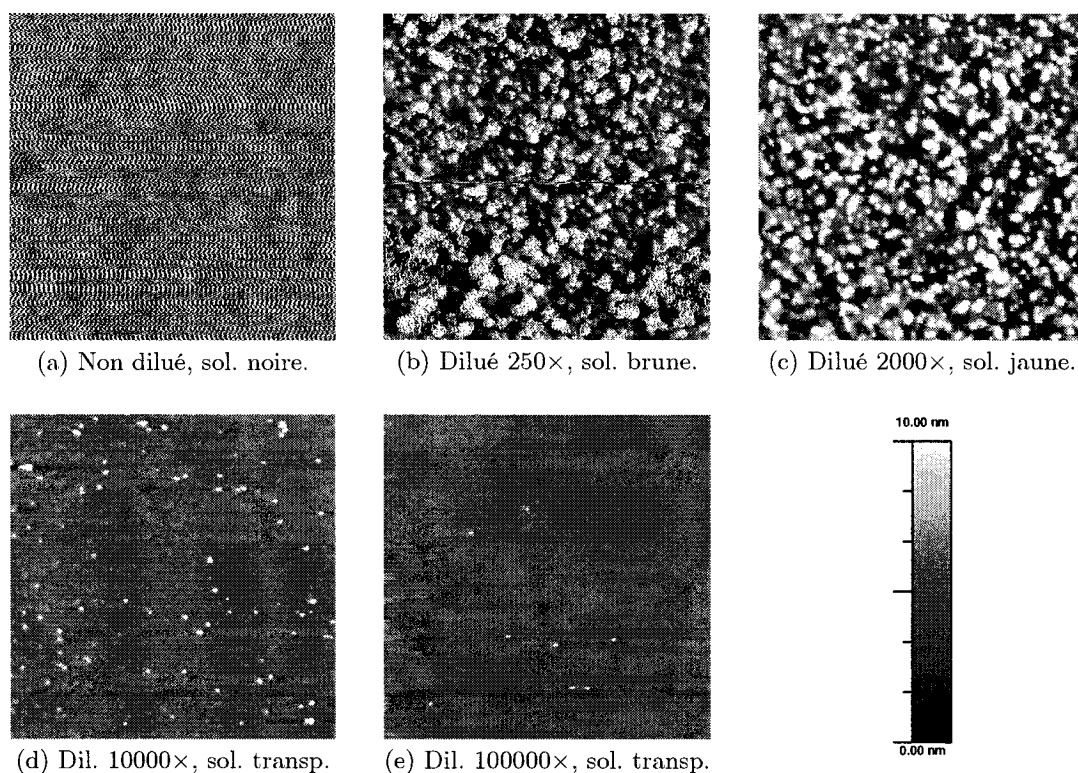 (a) Non dilué, sol. noire.
(b) Dilué 250×, sol. brune.
(c) Dilué 2000×, sol. jaune.
10.00 nm
0.00 nm
(d) Dil. 10000×, sol. transp.
(e) Dil. 100000×, sol. transp.